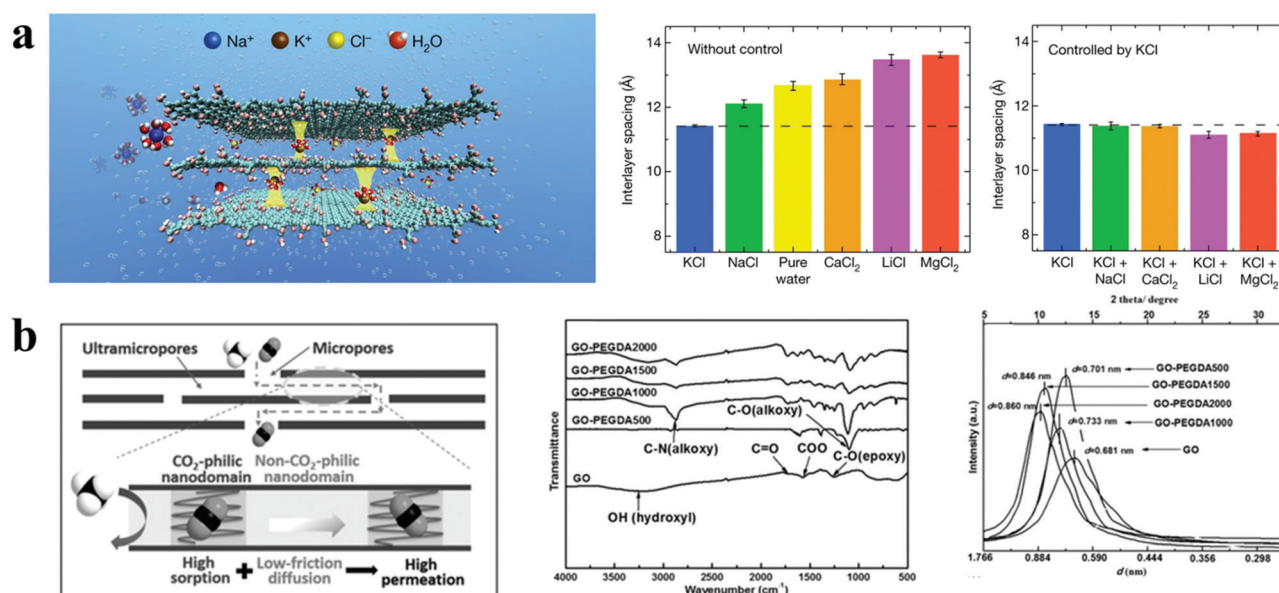 a
Na⁺ K⁺ Cl⁻ H₂O
Without control
Interlayer spacing (Å)
14
12
10
8
KCl NaCl Pure water CaCl₂ LiCl MgCl₂
Controlled by KCl
Interlayer spacing (Å)
14
12
10
8
KCl KCl + NaCl KCl + CaCl₂ KCl + LiCl KCl + MgCl₂
b
Ultramicropores Micropores
CO₂-philic nanodomain
Non-CO₂-philic nanodomain
High sorption + Low-friction diffusion High permeation
Transmittance
GO-PEGDA2000
GO-PEGDA1500
GO-PEGDA1000
GO-PEGDA500
GO
C-N(alkoxy)
C-O(alkoxy)
C=O COO C-O(epoxy)
OH (hydroxyl)
4000 3500 3000 2500 2000 1500 1000 500
Wavenumber (cm⁻¹)
2 theta/ degree
5 10 15 20 25 30
Intensity (a.u.)
d=0.701 nm GO-PEGDA500
d=0.846 nm GO-PEGDA1500
d=0.860 nm GO-PEGDA2000
d=0.733 nm GO-PEGDA1000
d=0.681 nm GO
1.766 0.884 0.590 0.444 0.356 0.298
d (nm)